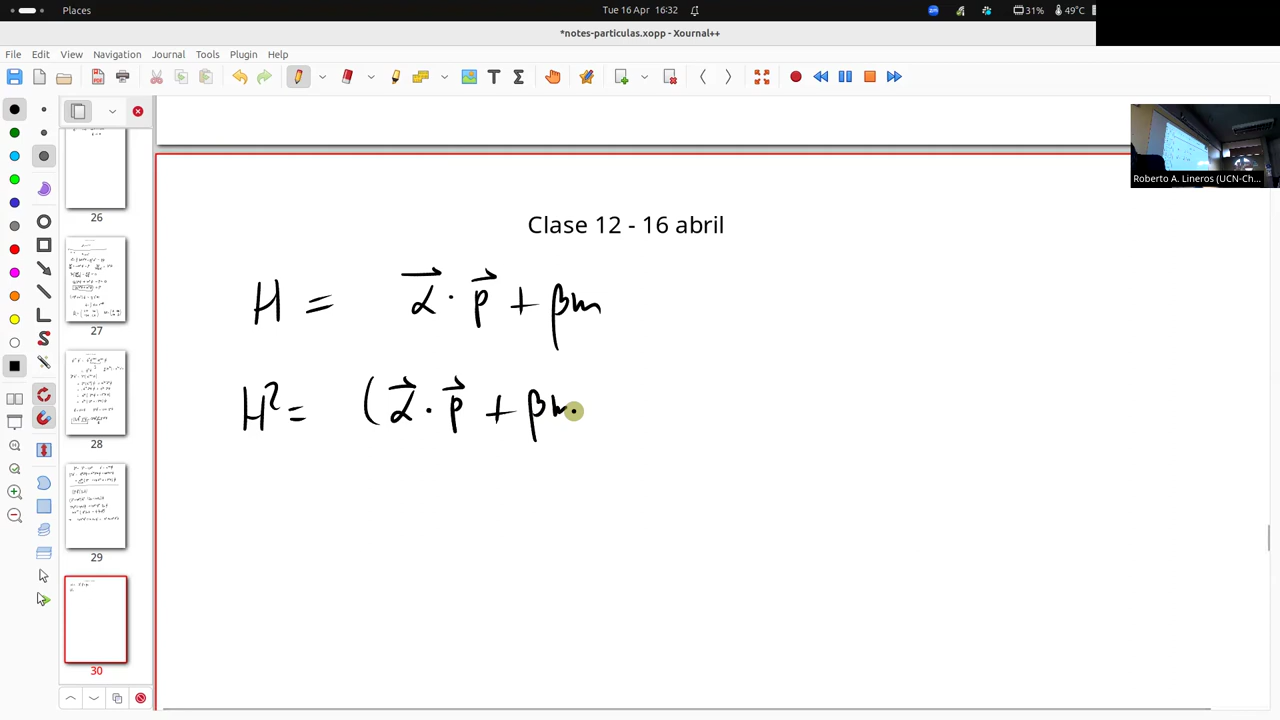 Places
Tue 16 Apr 16:32
zm
31%
49°C
*notes-particulas.xopp - Xournal++
File Edit View Navigation Journal Tools Plugin Help
Roberto A. Lineros (UCN-Ch...
26
27
28
29
30
Clase 12 - 16 abril
H = α⃗ · p⃗ + βm
H² = (α⃗ · p⃗ + βm